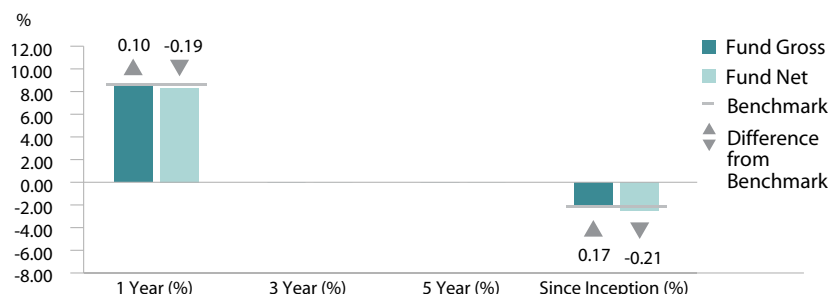 %
12.00
10.00
8.00
6.00
4.00
2.00
0.00
-2.00
-4.00
-6.00
-8.00
0.10 -0.19
0.17 -0.21
1 Year (%) 3 Year (%) 5 Year (%) Since Inception (%)
Fund Gross
Fund Net
Benchmark
Difference
from
Benchmark